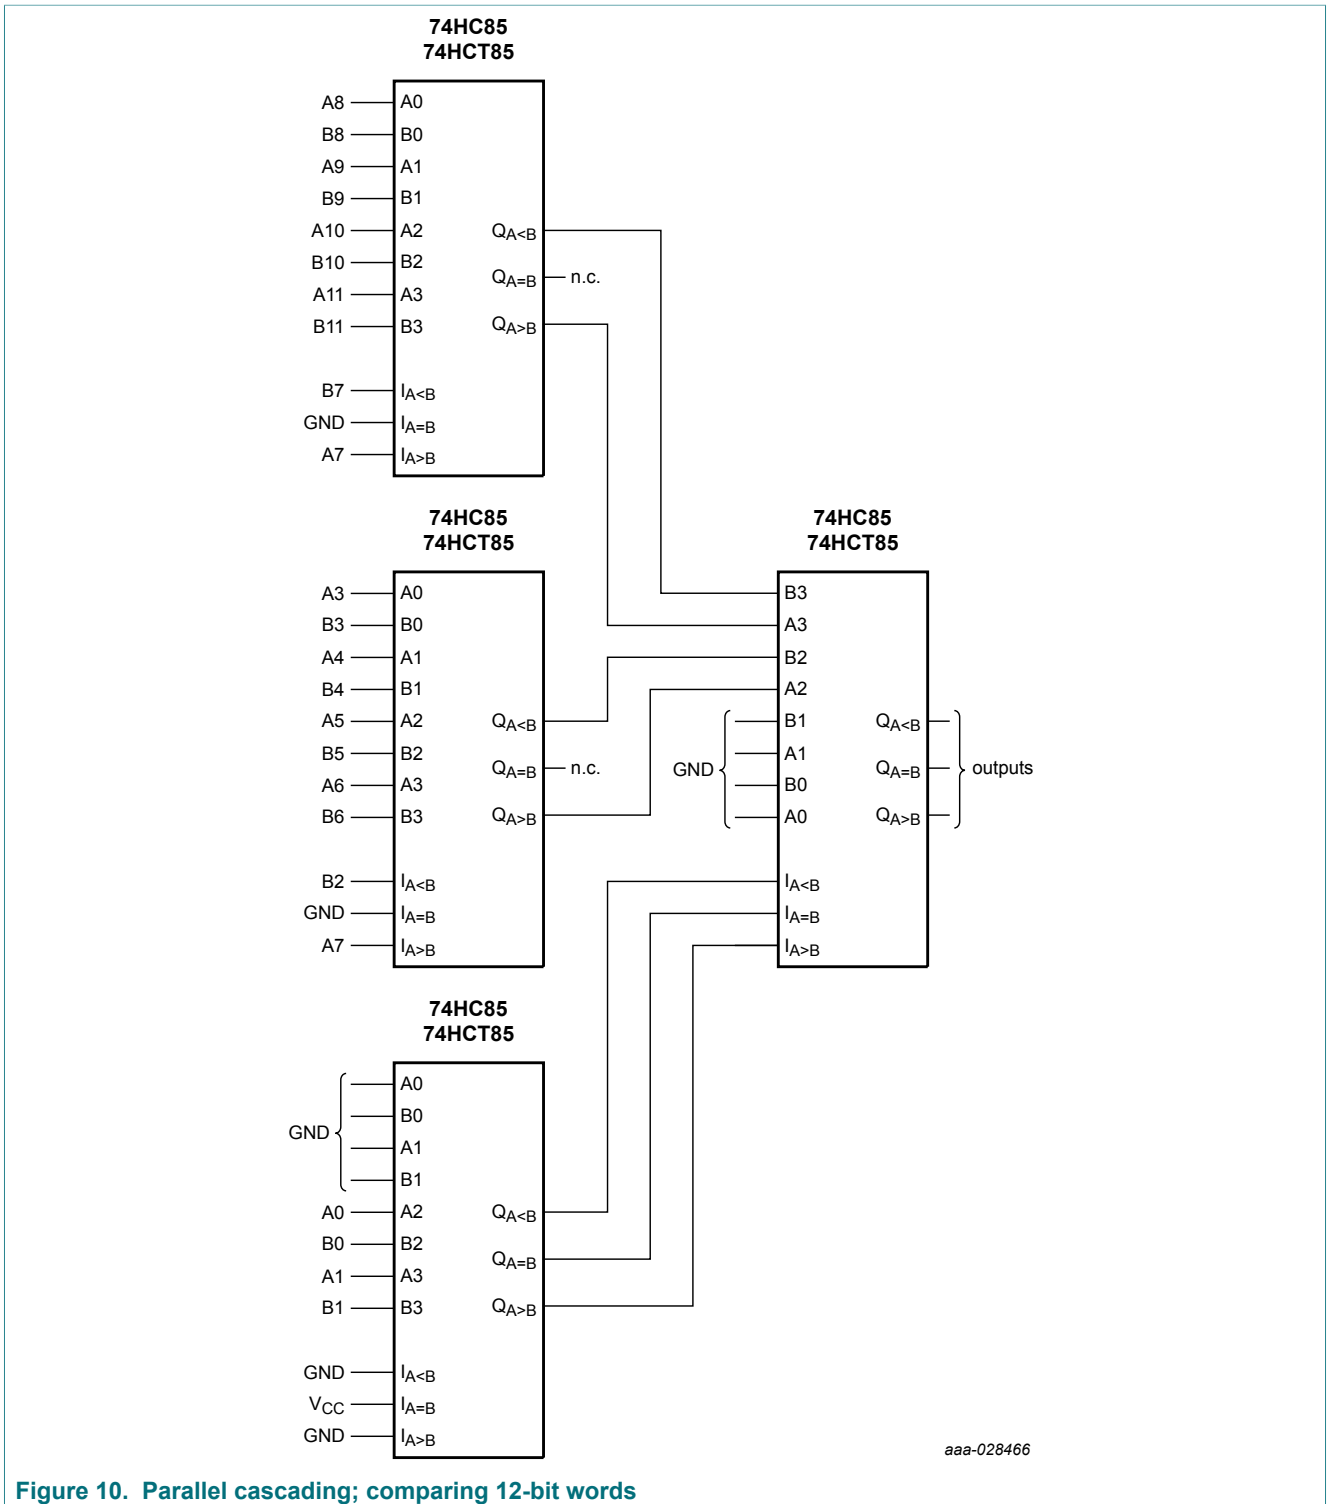 74HC85
74HCT85
A8 A0
B8 B0
A9 A1
B9 B1
A10 A2 QA<B
B10 B2
QA=B n.c.
A11 A3
B11 B3 QA>B
B7 IA<B
GND IA=B
A7 IA>B
74HC85
74HCT85
A3 A0
B3 B0
A4 A1
B4 B1
A5 A2 QA<B
B5 B2
QA=B n.c.
A6 A3
B6 B3 QA>B
B2 IA<B
GND IA=B
A7 IA>B
74HC85
74HCT85
B3
A3
B2
A2
B1 QA<B
A1
GND QA=B outputs
B0
A0 QA>B
IA<B
IA=B
IA>B
74HC85
74HCT85
A0
B0
GND
A1
B1
A0 A2 QA<B
B0 B2
QA=B
A1 A3
B1 B3 QA>B
GND IA<B
VCC IA=B
GND IA>B
aaa-028466
Figure 10. Parallel cascading; comparing 12-bit words